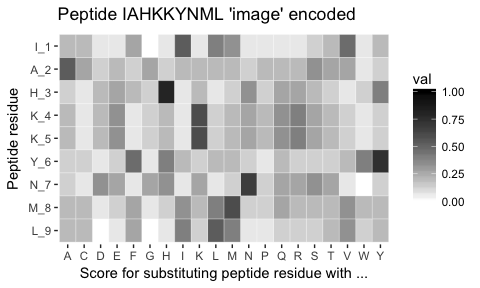 Peptide IAHKKYNML 'image' encoded
Peptide residue
I_1
A_2
H_3
K_4
K_5
Y_6
N_7
M_8
L_9
A C D E F G H I K L M N P Q R S T V W Y
Score for substituting peptide residue with ...
val
1.00
0.75
0.50
0.25
0.00